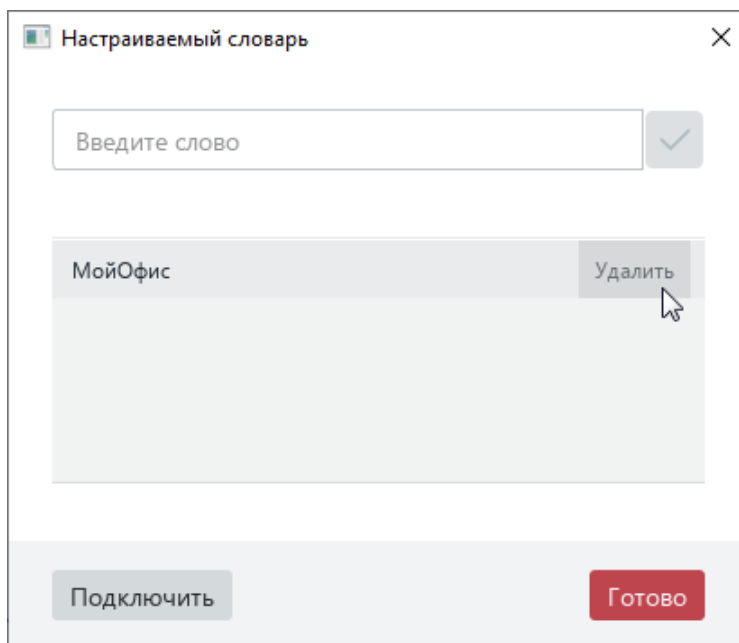 Настраиваемый словарь
Введите слово
МойОфис Удалить
Подключить Готово